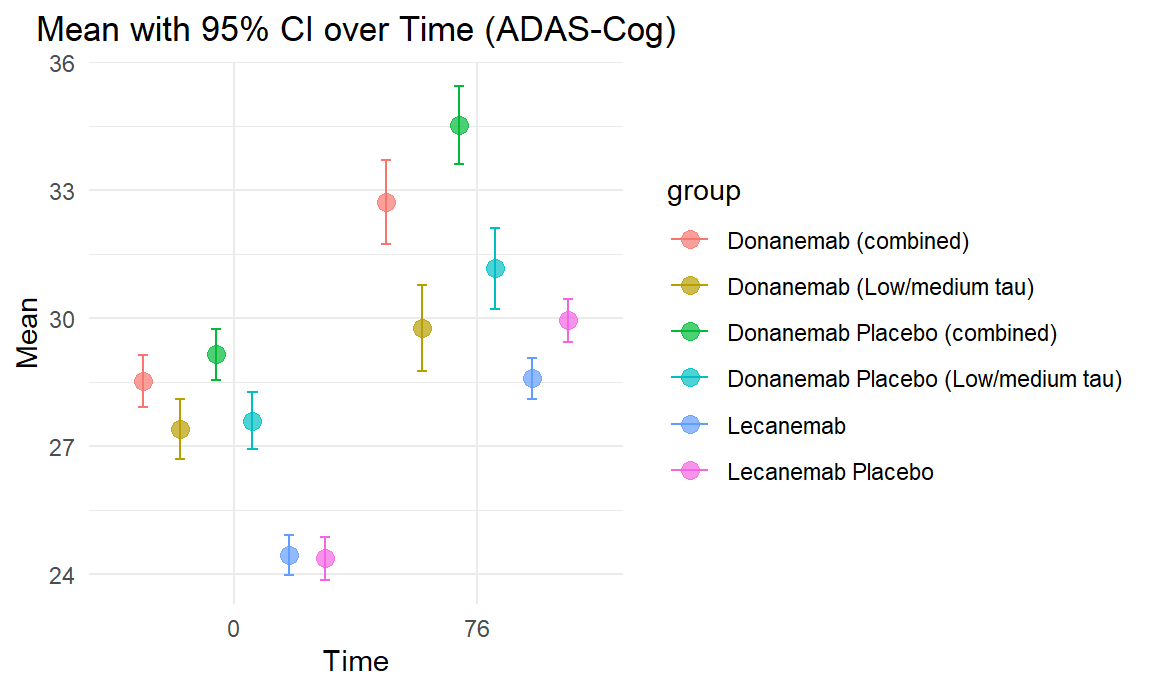 Mean with 95% CI over Time (ADAS-Cog)
36
33
30
27
24
Mean
0
76
Time
group
Donanemab (combined)
Donanemab (Low/medium tau)
Donanemab Placebo (combined)
Donanemab Placebo (Low/medium tau)
Lecanemab
Lecanemab Placebo